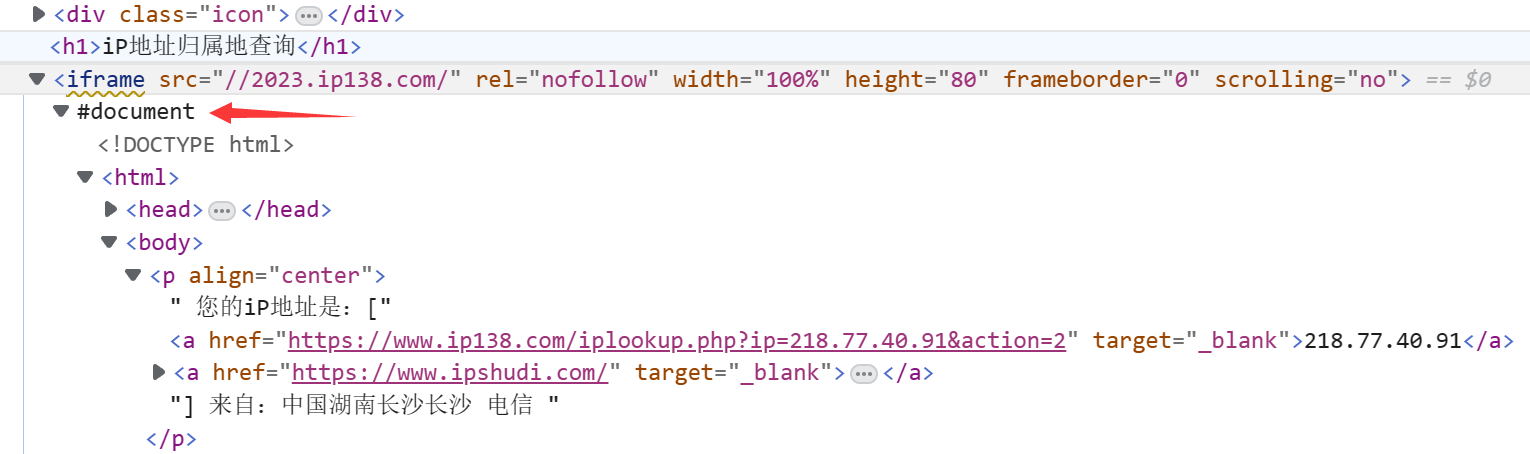 <div class="icon"> ⋯ </div>
<h1>iP地址归属地查询</h1>
<iframe src="//2023.ip138.com/" rel="nofollow" width="100%" height="80" frameborder="0" scrolling="no"> == $0
#document
<!DOCTYPE html>
<html>
<head> ⋯ </head>
<body>
<p align="center">
" 您的iP地址是：["
<a href="https://www.ip138.com/iplookup.php?ip=218.77.40.91&action=2" target="_blank">218.77.40.91</a>
<a href="https://www.ipshudi.com/" target="_blank"> ⋯ </a>
"] 来自：中国湖南长沙长沙 电信 "
</p>